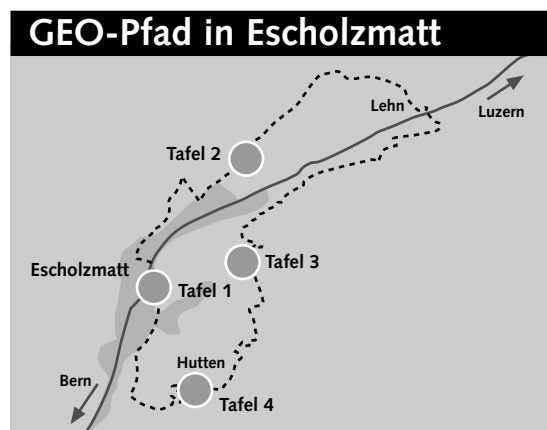 GEO-Pfad in Escholzmatt
Lehn
Luzern
Tafel 2
Escholzmatt
Tafel 3
Tafel 1
Hutten
Bern
Tafel 4